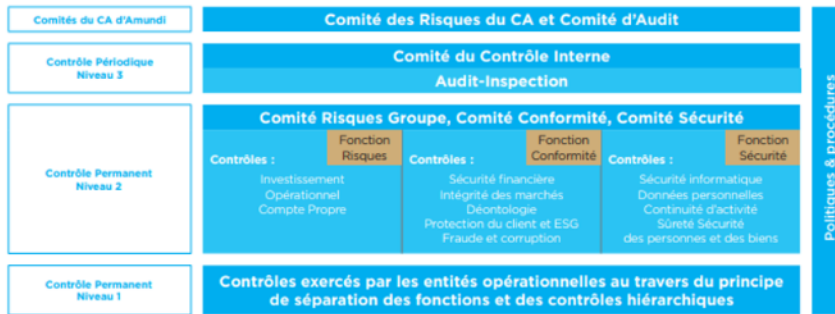 Comités du CA d'Amundi
Comité des Risques du CA et Comité d'Audit
Contrôle Périodique
Niveau 3
Comité du Contrôle Interne
Audit-Inspection
Contrôle Permanent
Niveau 2
Comité Risques Groupe, Comité Conformité, Comité Sécurité
Contrôles :
Fonction
Risques
Investissement
Opérationnel
Compte Propre
Contrôles :
Fonction
Conformité
Sécurité financière
Intégrité des marchés
Déontologie
Protection du client et ESG
Fraude et corruption
Contrôles :
Fonction
Sécurité
Sécurité informatique
Données personnelles
Continuité d'activité
Sûreté Sécurité
des personnes et des biens
Contrôle Permanent
Niveau 1
Contrôles exercés par les entités opérationnelles au travers du principe
de séparation des fonctions et des contrôles hiérarchiques
Politiques & procédures